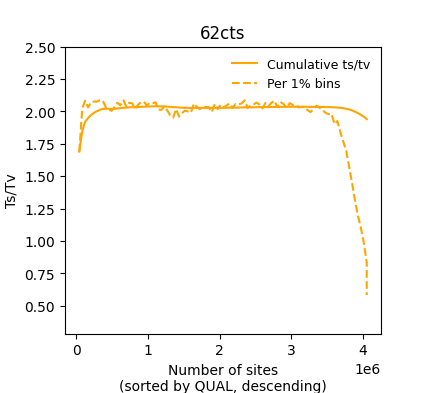 62cts
2.50
2.25
2.00
1.75
1.50
1.25
1.00
0.75
0.50
Ts/Tv
Cumulative ts/tv
Per 1% bins
0 1 2 3 4
1e6
Number of sites
(sorted by QUAL, descending)